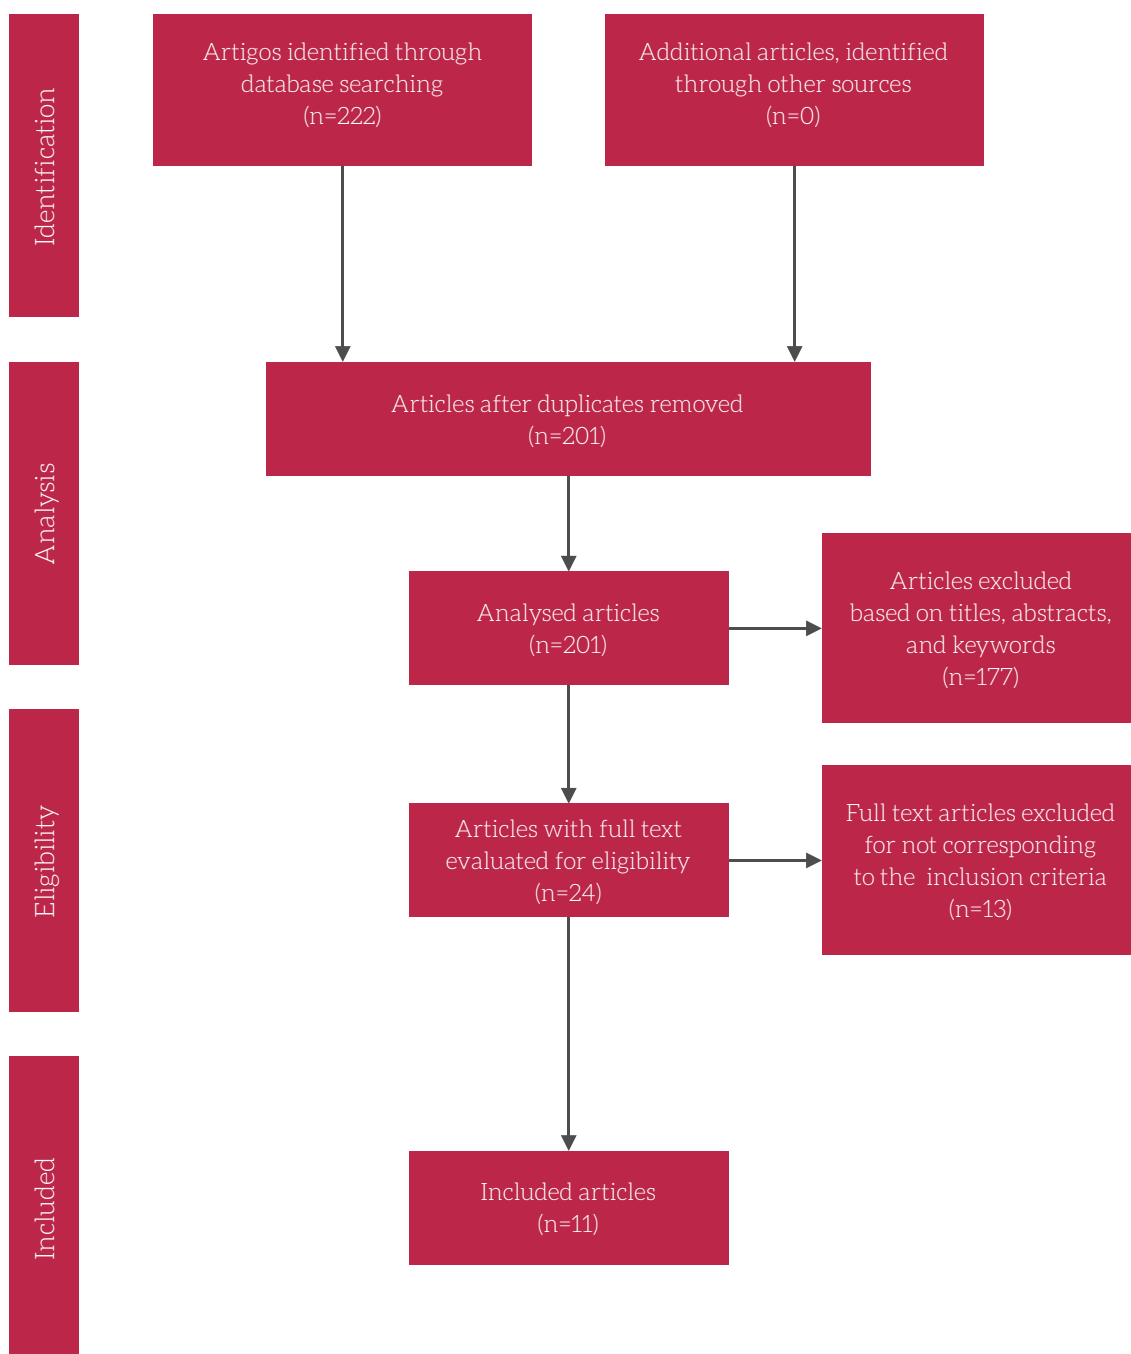 Identification
Artigos identified through
database searching
(n=222)
Additional articles, identified
through other sources
(n=0)
Analysis
Articles after duplicates removed
(n=201)
Analysed articles
(n=201)
Articles excluded
based on titles, abstracts,
and keywords
(n=177)
Eligibility
Articles with full text
evaluated for eligibility
(n=24)
Full text articles excluded
for not corresponding
to the  inclusion criteria
(n=13)
Included
Included articles
(n=11)